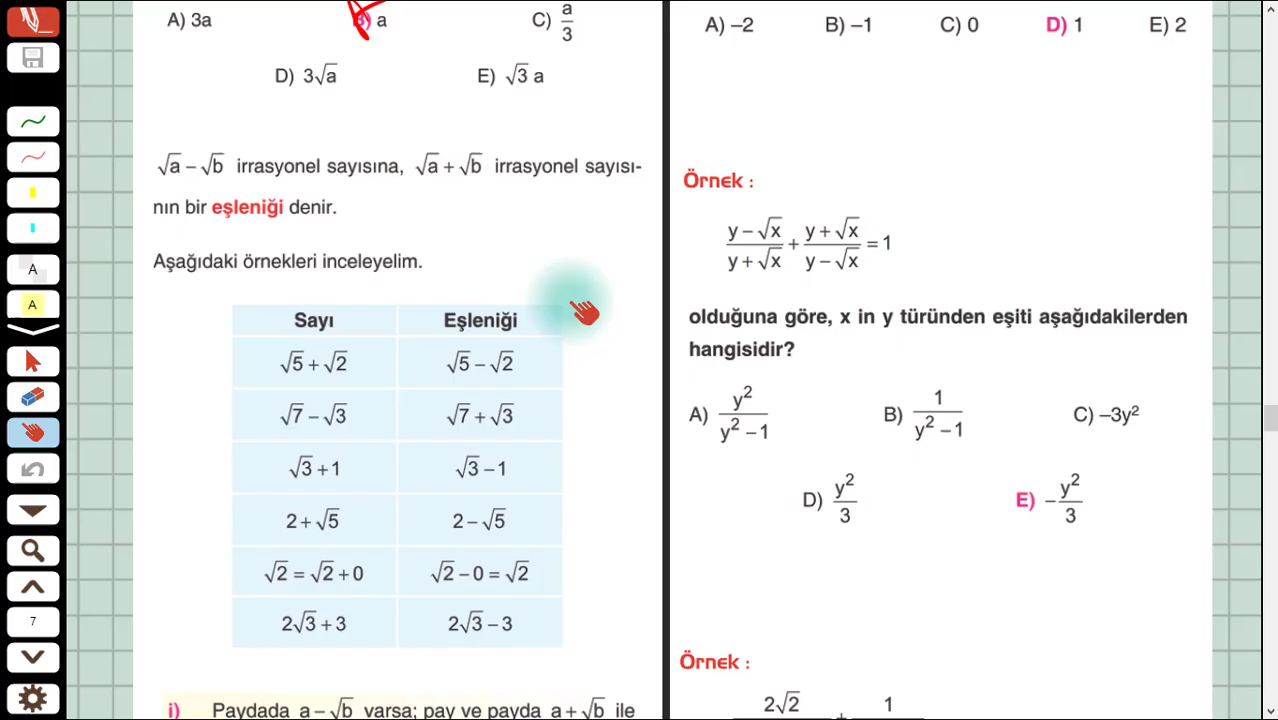 A) 3a
B) a
C) a/3
D) 3√a
E) √3 a
√a − √b irrasyonel sayısına, √a + √b irrasyonel sayısı-
nın bir eşleniği denir.
Aşağıdaki örnekleri inceleyelim.
Sayı Eşleniği
√5 + √2 √5 − √2
√7 − √3 √7 + √3
√3 + 1 √3 − 1
2 + √5 2 − √5
√2 = √2 + 0 √2 − 0 = √2
2√3 + 3 2√3 − 3
i) Paydada a − √b varsa; pay ve payda a + √b ile
A) –2 B) –1 C) 0 D) 1 E) 2
Örnek :
(y − √x)/(y + √x) + (y + √x)/(y − √x) = 1
olduğuna göre, x in y türünden eşiti aşağıdakilerden
hangisidir?
A) y²/(y² − 1) B) 1/(y² − 1) C) –3y²
D) y²/3 E) −y²/3
Örnek :
2√2 + 1
A
A
7